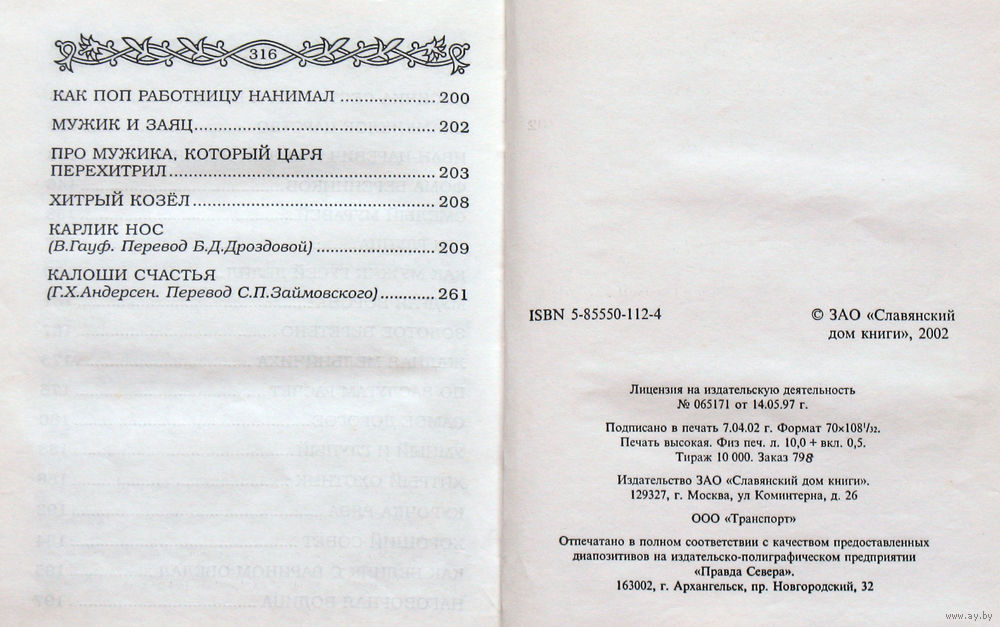 316
КАК ПОП РАБОТНИЦУ НАНИМАЛ ................... 200
МУЖИК И ЗАЯЦ ................................................ 202
ПРО МУЖИКА, КОТОРЫЙ ЦАРЯ
ПЕРЕХИТРИЛ ..................................................... 203
ХИТРЫЙ КОЗЁЛ ................................................. 208
КАРЛИК НОС
(В.Гауф. Перевод Б.Д.Дроздовой) ...................... 209
КАЛОШИ СЧАСТЬЯ
(Г.Х.Андерсен. Перевод С.П.Займовского) ............ 261
ISBN 5-85550-112-4
© ЗАО «Славянский
дом книги», 2002
Лицензия на издательскую деятельность
№ 065171 от 14.05.97 г.
Подписано в печать 7.04.02 г. Формат 70×108¹/₃₂.
Печать высокая. Физ печ. л. 10,0 + вкл. 0,5.
Тираж 10 000. Заказ 798
Издательство ЗАО «Славянский дом книги».
129327, г. Москва, ул Коминтерна, д. 26
ООО «Транспорт»
Отпечатано в полном соответствии с качеством предоставленных
диапозитивов на издательско-полиграфическом предприятии
«Правда Севера».
163002, г. Архангельск, пр. Новгородский, 32
www.ay.by